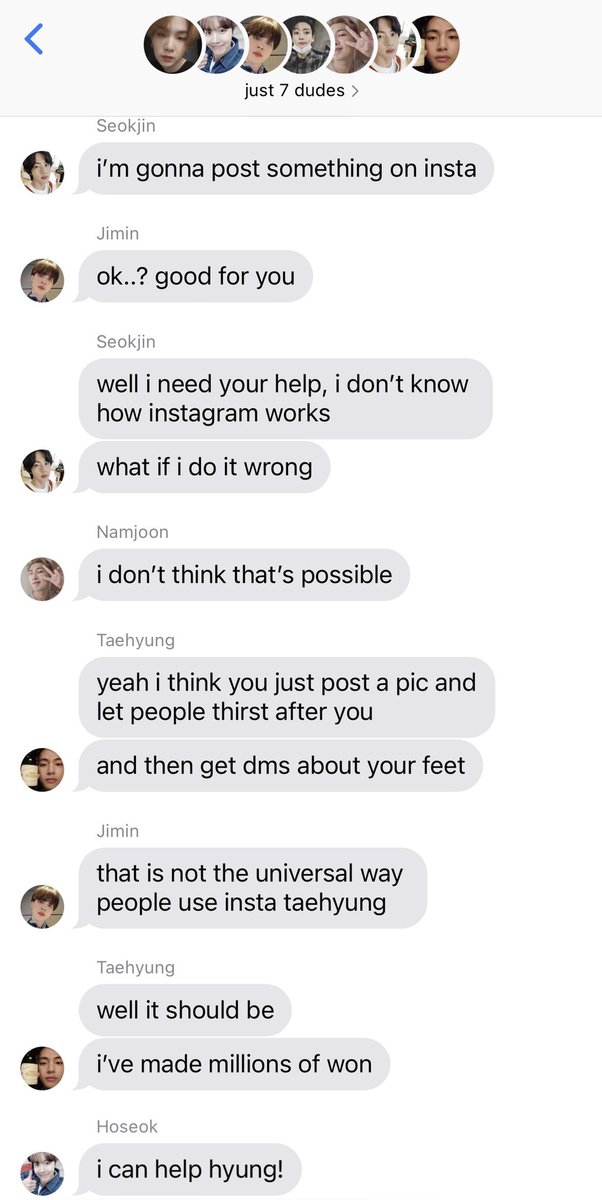 just 7 dudes >
Seokjin
i’m gonna post something on insta
Jimin
ok..? good for you
Seokjin
well i need your help, i don’t know
how instagram works
what if i do it wrong
Namjoon
i don’t think that’s possible
Taehyung
yeah i think you just post a pic and
let people thirst after you
and then get dms about your feet
Jimin
that is not the universal way
people use insta taehyung
Taehyung
well it should be
i’ve made millions of won
Hoseok
i can help hyung!